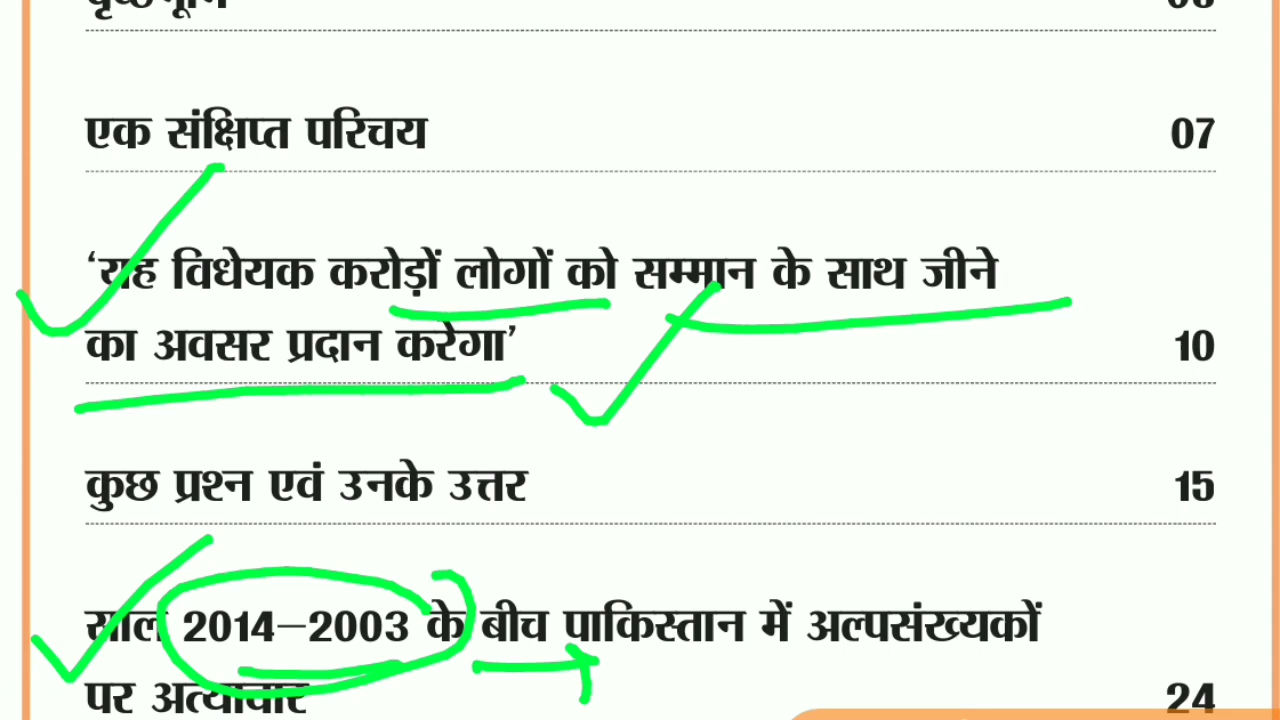 एक संक्षिप्त परिचय 07
‘यह विधेयक करोड़ों लोगों को सम्मान के साथ जीने
का अवसर प्रदान करेगा’ 10
कुछ प्रश्न एवं उनके उत्तर 15
साल 2014–2003 के बीच पाकिस्तान में अल्पसंख्यकों
पर अत्याचार 24